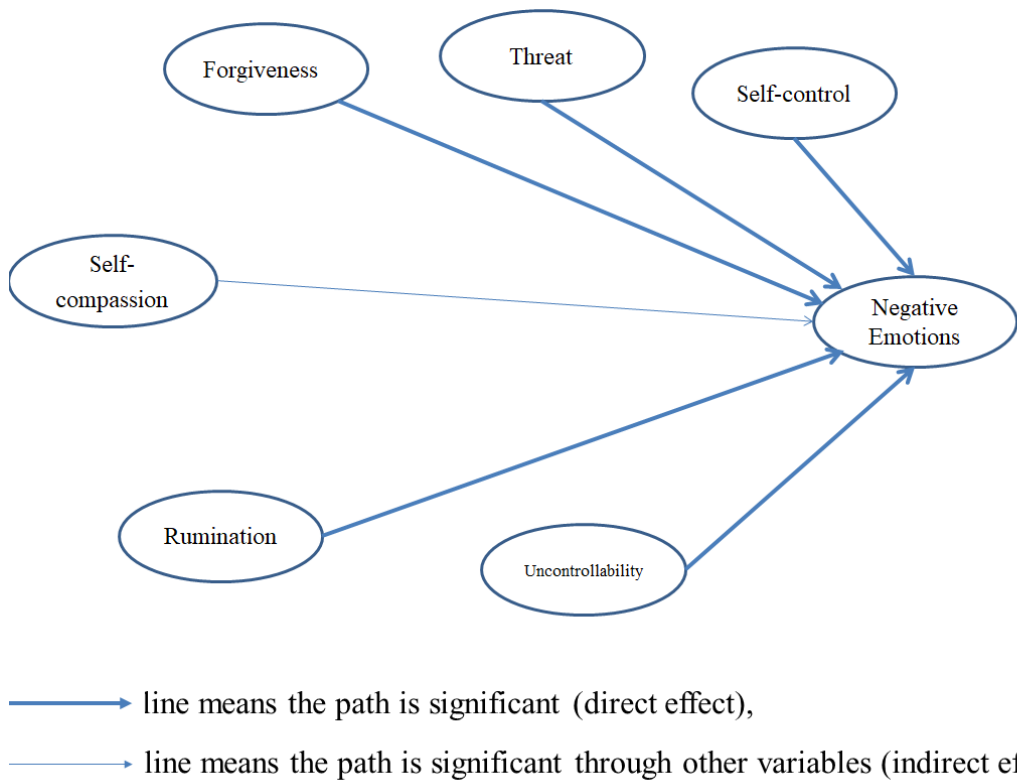 Forgiveness
Threat
Self-control
Self-
compassion
Negative
Emotions
Rumination
Uncontrollability
line means the path is significant (direct effect),
line means the path is significant through other variables (indirect ef